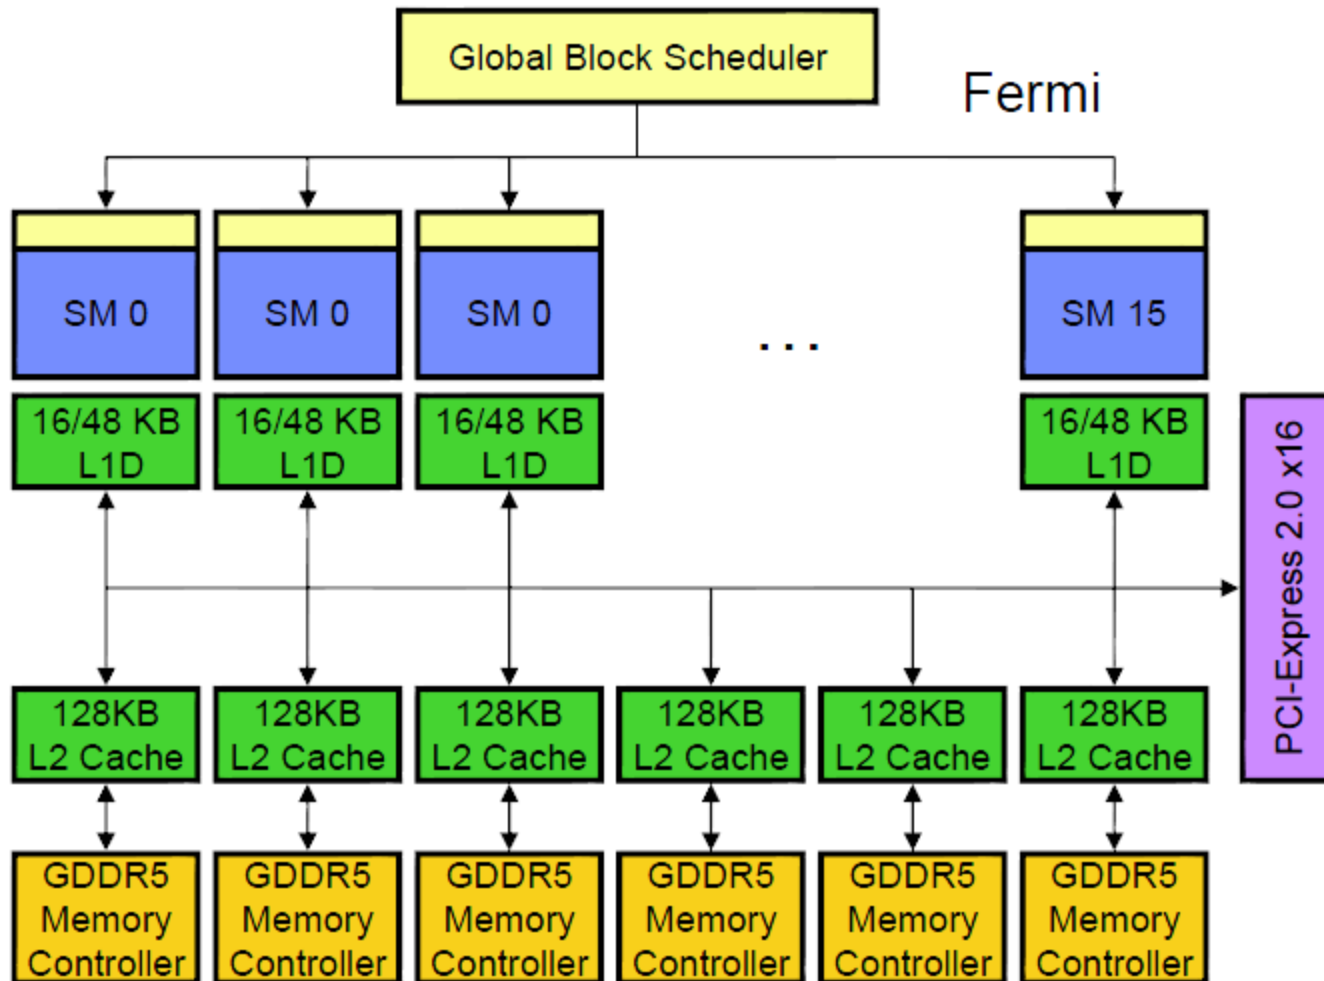 Global Block Scheduler
Fermi
SM 0
SM 0
SM 0
...
SM 15
16/48 KB
L1D
16/48 KB
L1D
16/48 KB
L1D
16/48 KB
L1D
PCI-Express 2.0 x16
128KB
L2 Cache
128KB
L2 Cache
128KB
L2 Cache
128KB
L2 Cache
128KB
L2 Cache
128KB
L2 Cache
GDDR5
Memory
Controller
GDDR5
Memory
Controller
GDDR5
Memory
Controller
GDDR5
Memory
Controller
GDDR5
Memory
Controller
GDDR5
Memory
Controller